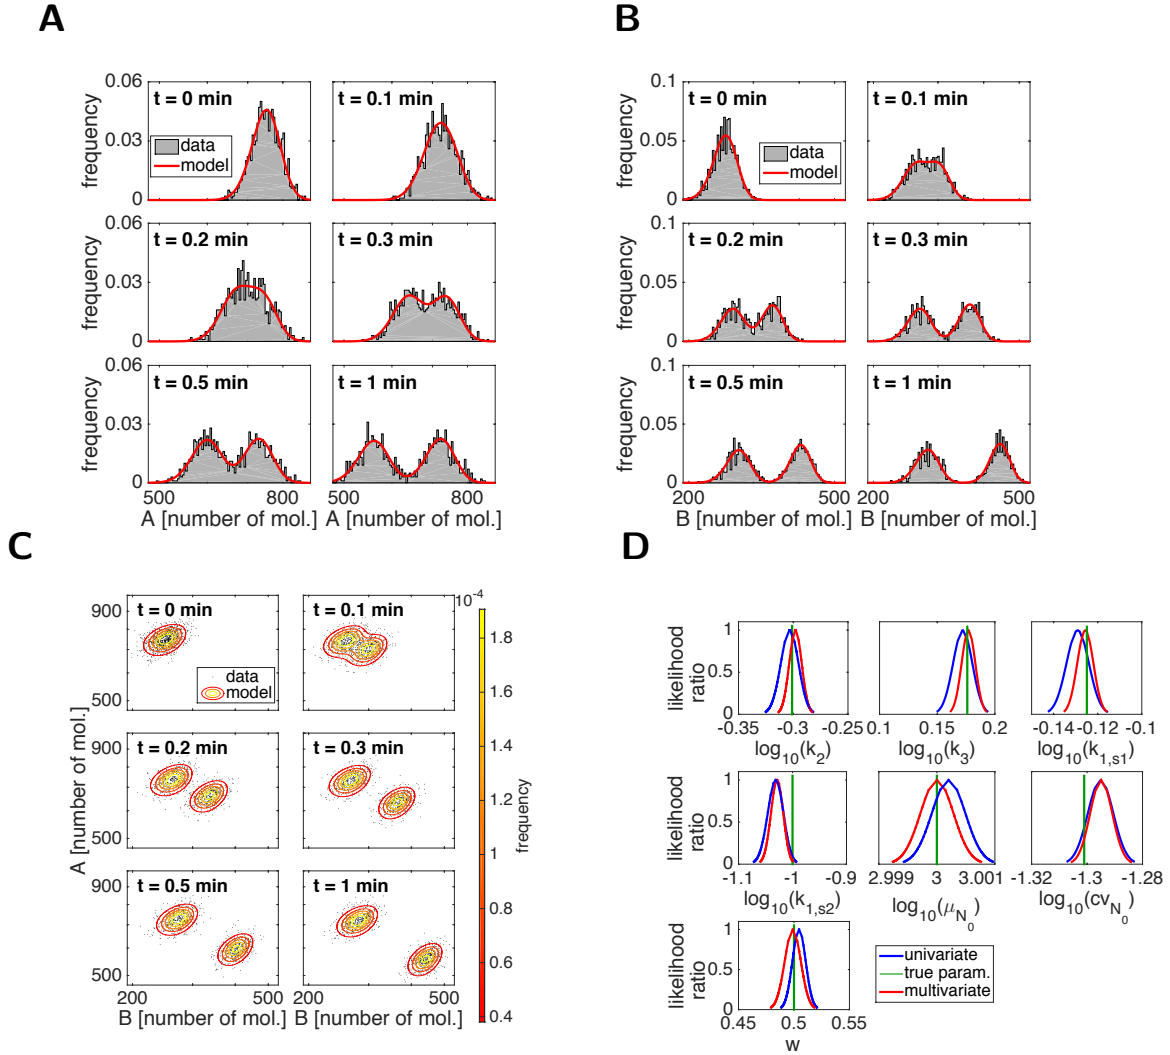 A
B
0.06
0.03
0
frequency
t = 0 min
data
model
t = 0.1 min
0.06
0.03
0
frequency
t = 0.2 min
t = 0.3 min
0.06
0.03
0
frequency
t = 0.5 min
t = 1 min
500 800 500 800
A [number of mol.] A [number of mol.]
0.1
0.05
0
frequency
t = 0 min
data
model
t = 0.1 min
0.1
0.05
0
frequency
t = 0.2 min
t = 0.3 min
0.1
0.05
0
frequency
t = 0.5 min
t = 1 min
200 500 200 500
B [number of mol.] B [number of mol.]
C
D
900
500
t = 0 min
data
model
t = 0.1 min
900
500
t = 0.2 min
t = 0.3 min
900
500
t = 0.5 min
t = 1 min
A [number of mol.]
200 500 200 500
B [number of mol.] B [number of mol.]
10-4
1.8
1.6
1.4
1.2
1
0.8
0.6
0.4
frequency
1
0.5
0
likelihood
ratio
-0.35 -0.3 -0.25
log10(k2)
0.1 0.15 0.2
log10(k3)
-0.14 -0.12 -0.1
log10(k1,s1)
1
0.5
0
likelihood
ratio
-1.1 -1 -0.9
log10(k1,s2)
2.999 3 3.001
log10(μN0)
-1.32 -1.3 -1.28
log10(cvN0)
1
0.5
0
likelihood
ratio
0.45 0.5 0.55
w
univariate
true param.
multivariate